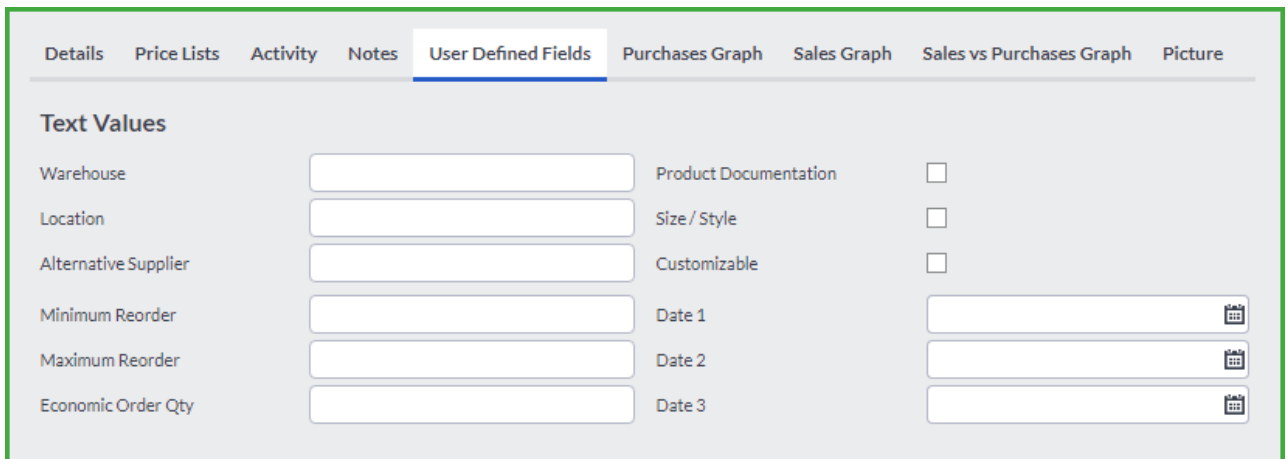 Details Price Lists Activity Notes User Defined Fields Purchases Graph Sales Graph Sales vs Purchases Graph Picture
Text Values
Warehouse Product Documentation
Location Size / Style
Alternative Supplier Customizable
Minimum Reorder Date 1
Maximum Reorder Date 2
Economic Order Qty Date 3